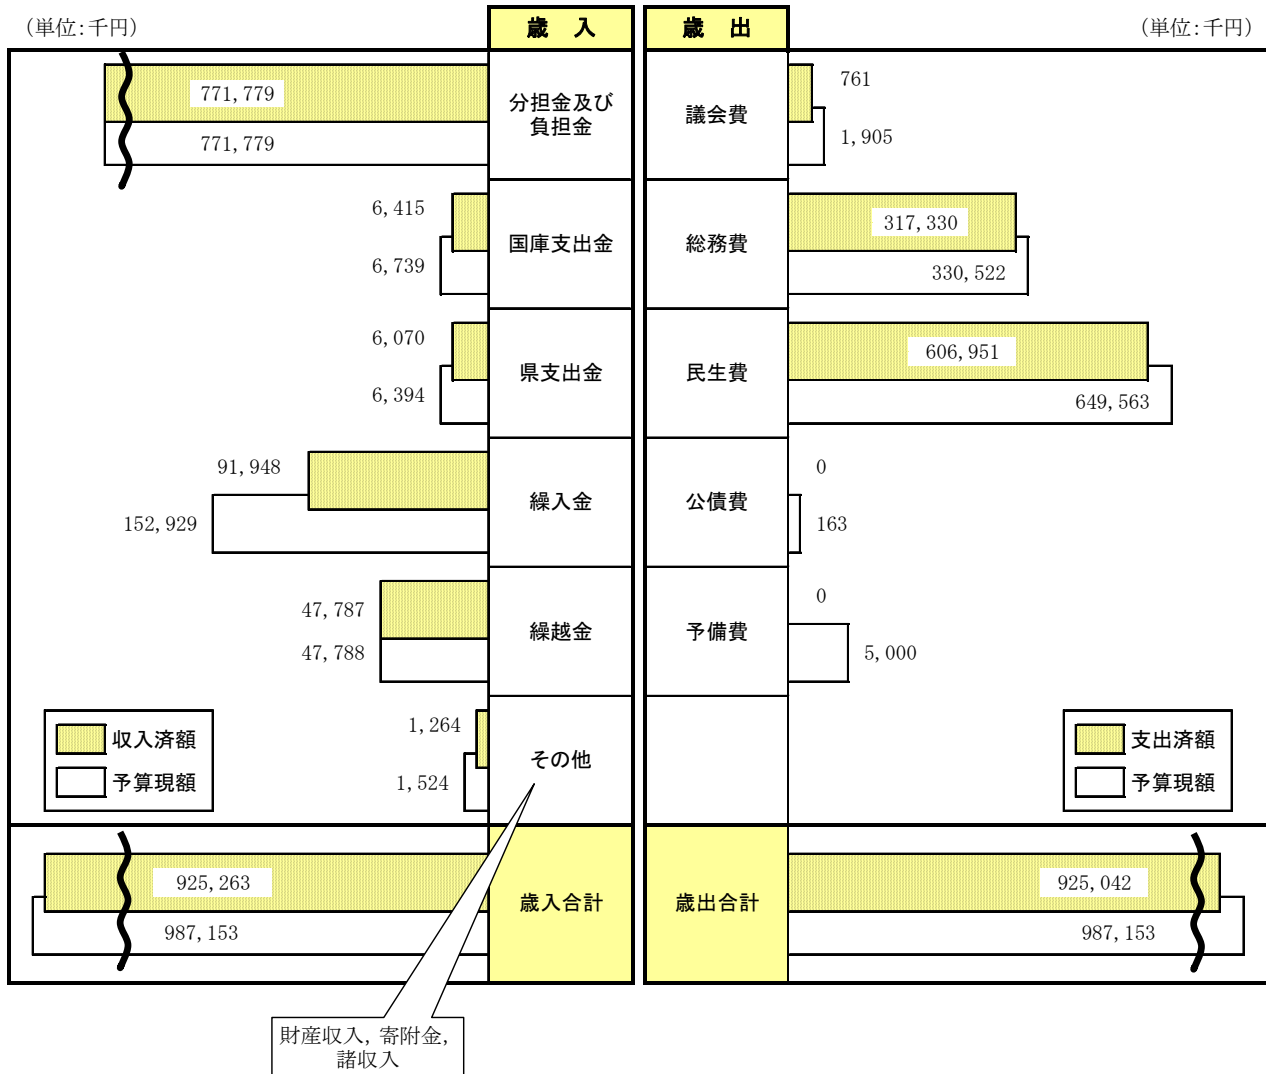 (単位:千円)
歳 入
歳 出
(単位:千円)
771,779
771,779
分担金及び
負担金
議会費
761
1,905
6,415
6,739
国庫支出金
総務費
317,330
330,522
6,070
6,394
県支出金
民生費
606,951
649,563
91,948
152,929
繰入金
公債費
0
163
47,787
47,788
繰越金
予備費
0
5,000
収入済額
予算現額
1,264
1,524
その他
支出済額
予算現額
925,263
987,153
歳入合計
歳出合計
925,042
987,153
財産収入, 寄附金,
諸収入